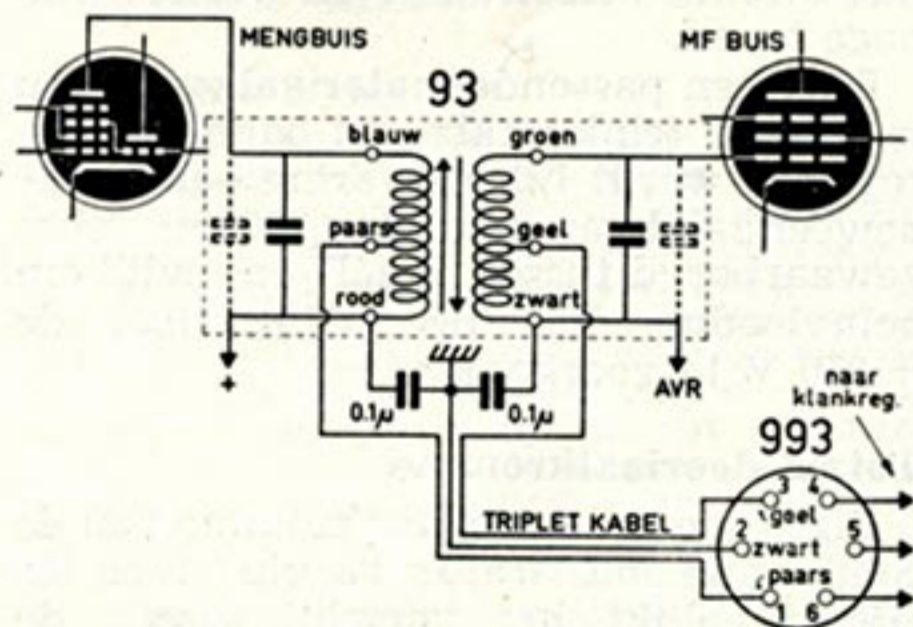 MENGBUIS
MF BUIS
93
blauw
groen
paars
geel
rood
zwart
+
0.1µ
0.1µ
AVR
naar
klankreg.
993
TRIPLET KABEL
3 4
geel
2 zwart 5
paars
1 6